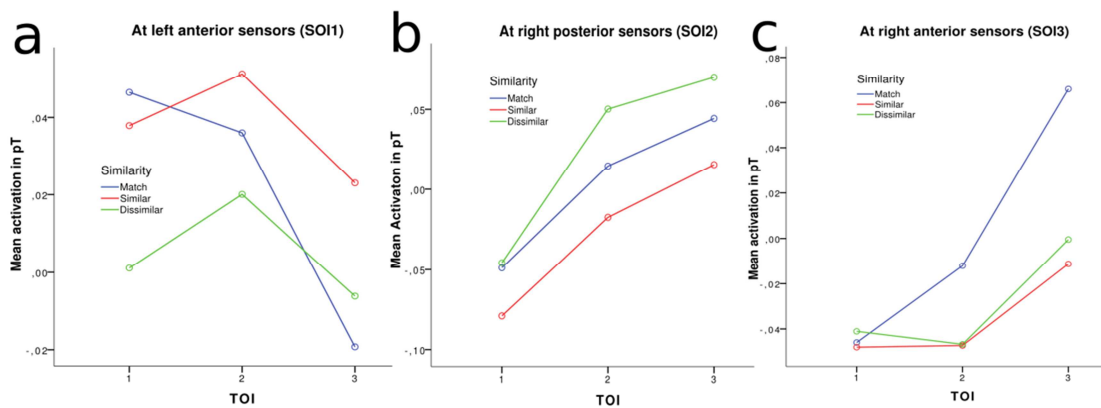 a
At left anterior sensors (SOI1)
Mean activation in pT
,04
,02
,00
-,02
Similarity
Match
Similar
Dissimilar
1
2
3
TOI
b
At right posterior sensors (SOI2)
Mean Activaton in pT
,05
,00
-,05
-,10
Similarity
Match
Similar
Dissimilar
1
2
3
TOI
c
At right anterior sensors (SOI3)
Mean activation in pT
,08
,06
,04
,02
,00
-,02
-,04
Similarity
Match
Similar
Dissimilar
1
2
3
TOI